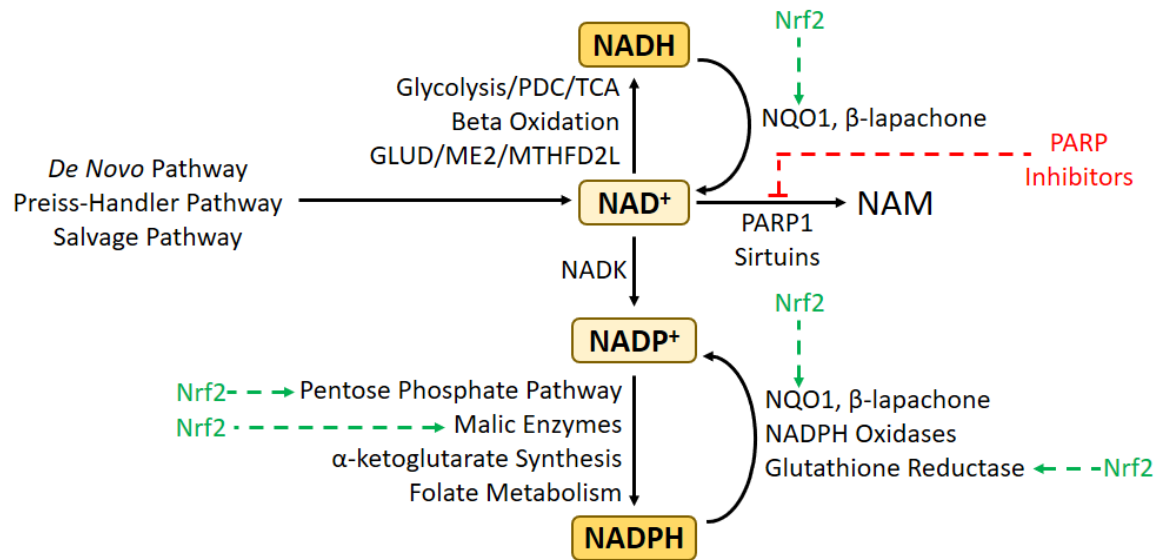 Nrf2
NADH
Glycolysis/PDC/TCA
Beta Oxidation
GLUD/ME2/MTHFD2L
NQO1, β-lapachone
PARP
Inhibitors
De Novo Pathway
Preiss-Handler Pathway
Salvage Pathway
NAD⁺
NAM
PARP1
Sirtuins
NADK
Nrf2
NADP⁺
Nrf2
Pentose Phosphate Pathway
Nrf2
Malic Enzymes
α-ketoglutarate Synthesis
Folate Metabolism
NQO1, β-lapachone
NADPH Oxidases
Glutathione Reductase
Nrf2
NADPH